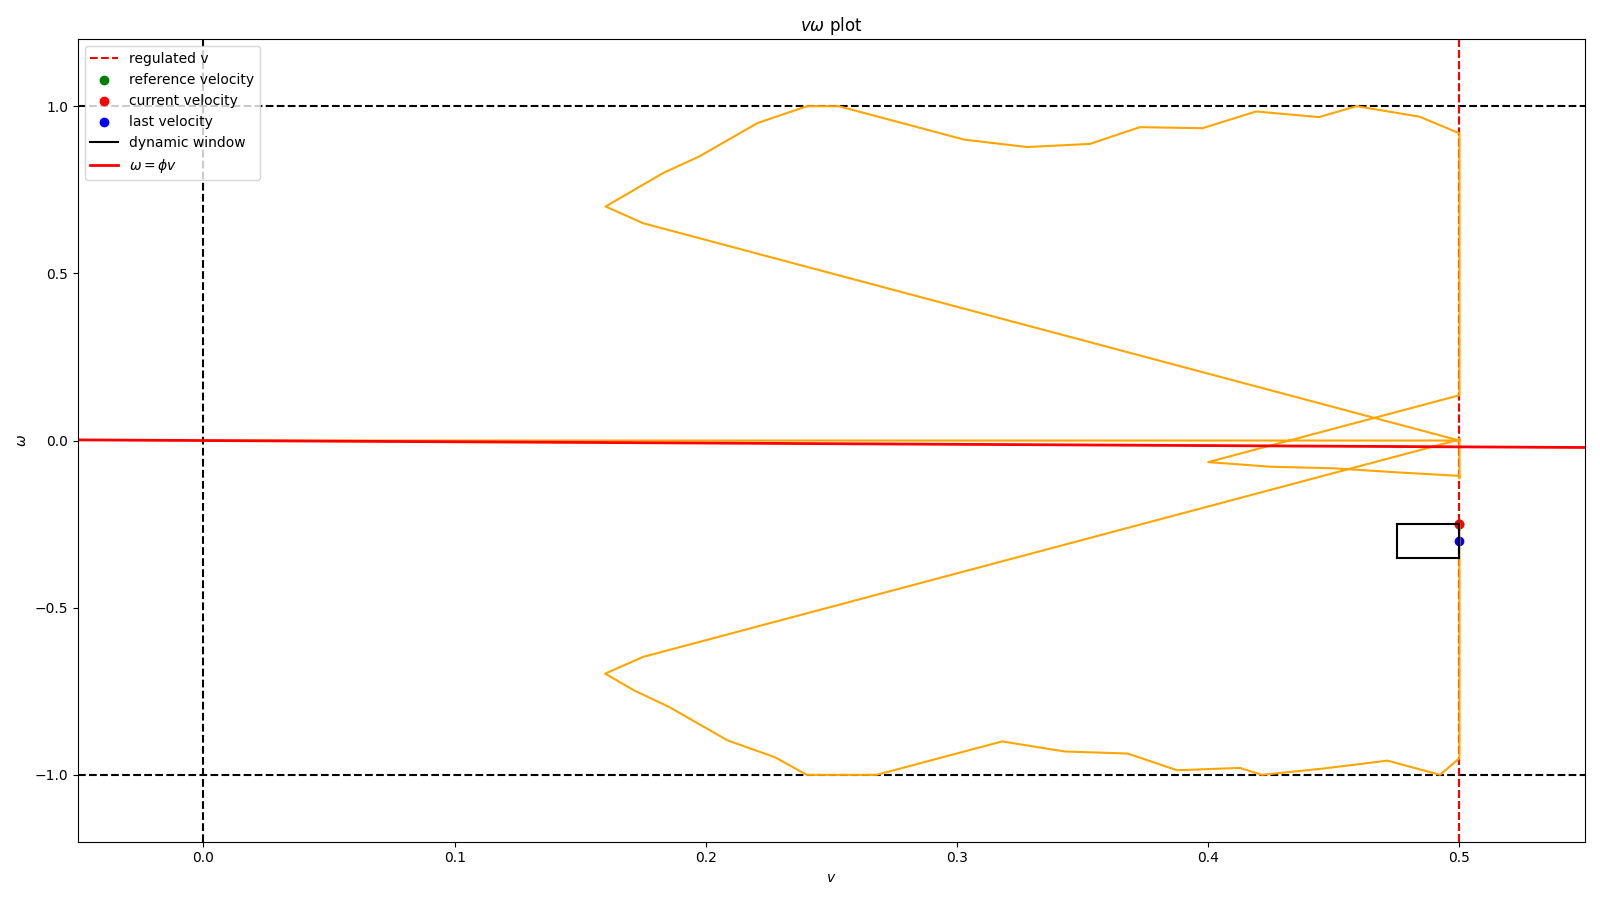 vω plot
regulated v
reference velocity
current velocity
last velocity
dynamic window
ω = ϕv
1.0
0.5
0.0
−0.5
−1.0
ω
0.0 0.1 0.2 0.3 0.4 0.5
v